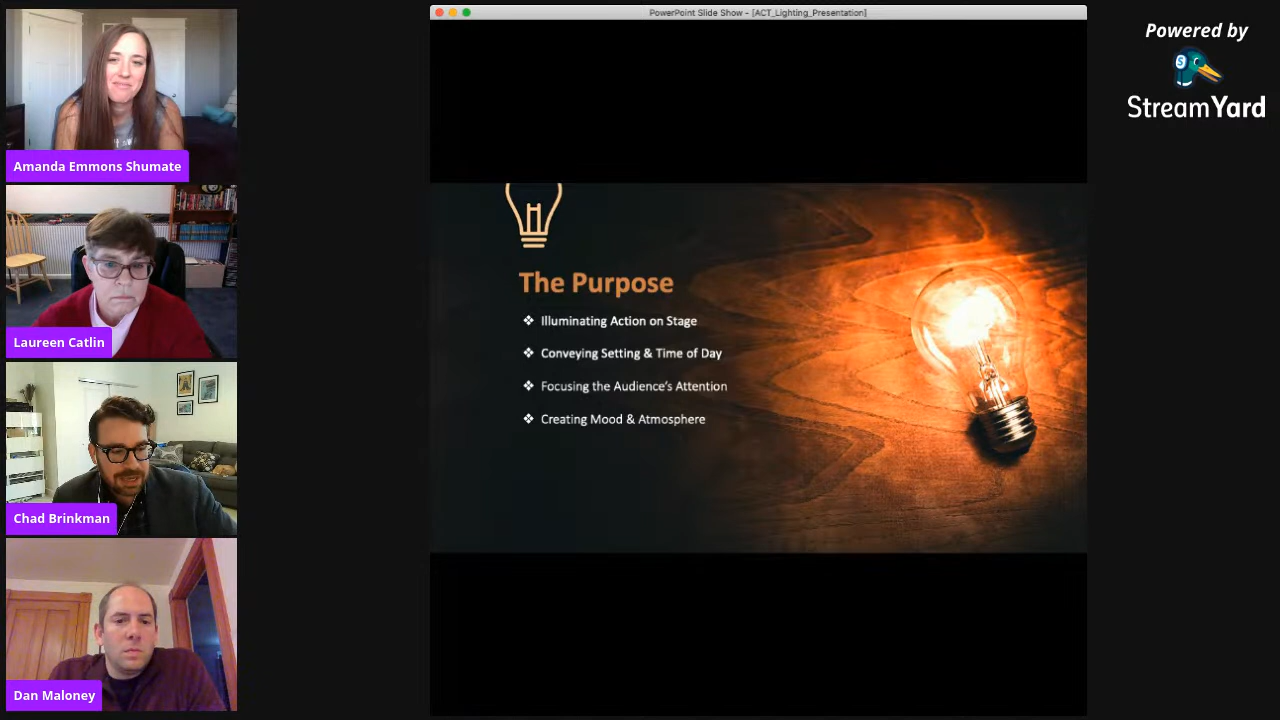 PowerPoint Slide Show - [ACT_Lighting_Presentation]
Powered by
StreamYard
Amanda Emmons Shumate
Laureen Catlin
Chad Brinkman
Dan Maloney
The Purpose
❖ Illuminating Action on Stage
❖ Conveying Setting & Time of Day
❖ Focusing the Audience's Attention
❖ Creating Mood & Atmosphere